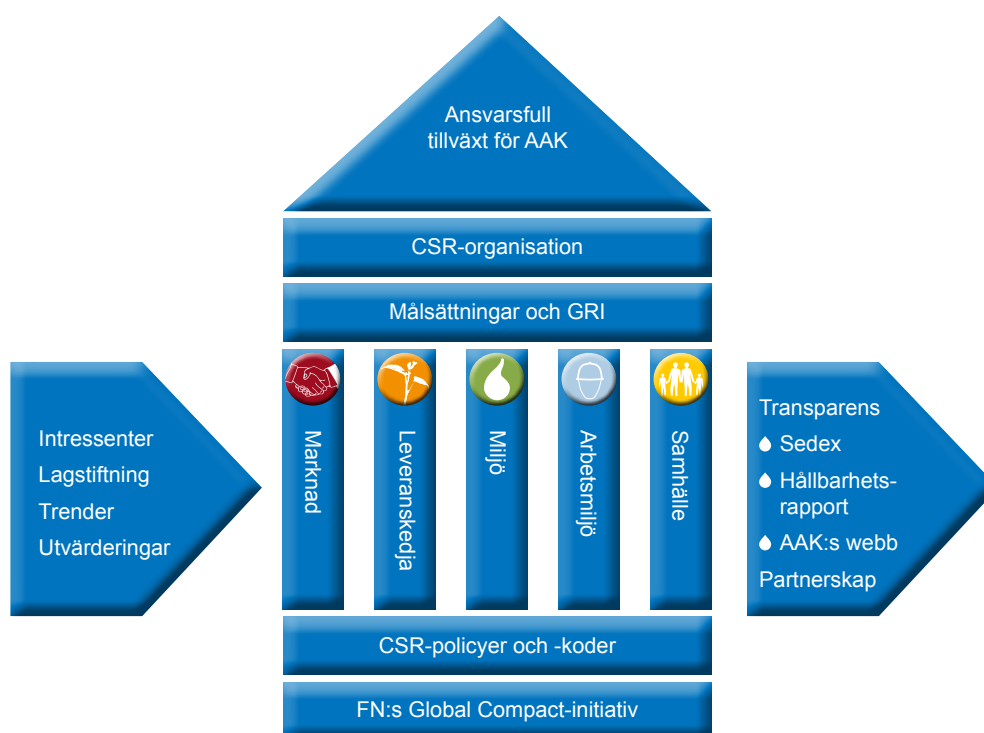 Ansvarsfull
tillväxt för AAK
CSR-organisation
Målsättningar och GRI
Intressenter
Lagstiftning
Trender
Utvärderingar
Marknad
Leveranskedja
Miljö
Arbetsmiljö
Samhälle
Transparens
Sedex
Hållbarhets-
rapport
AAK:s webb
Partnerskap
CSR-policyer och -koder
FN:s Global Compact-initiativ